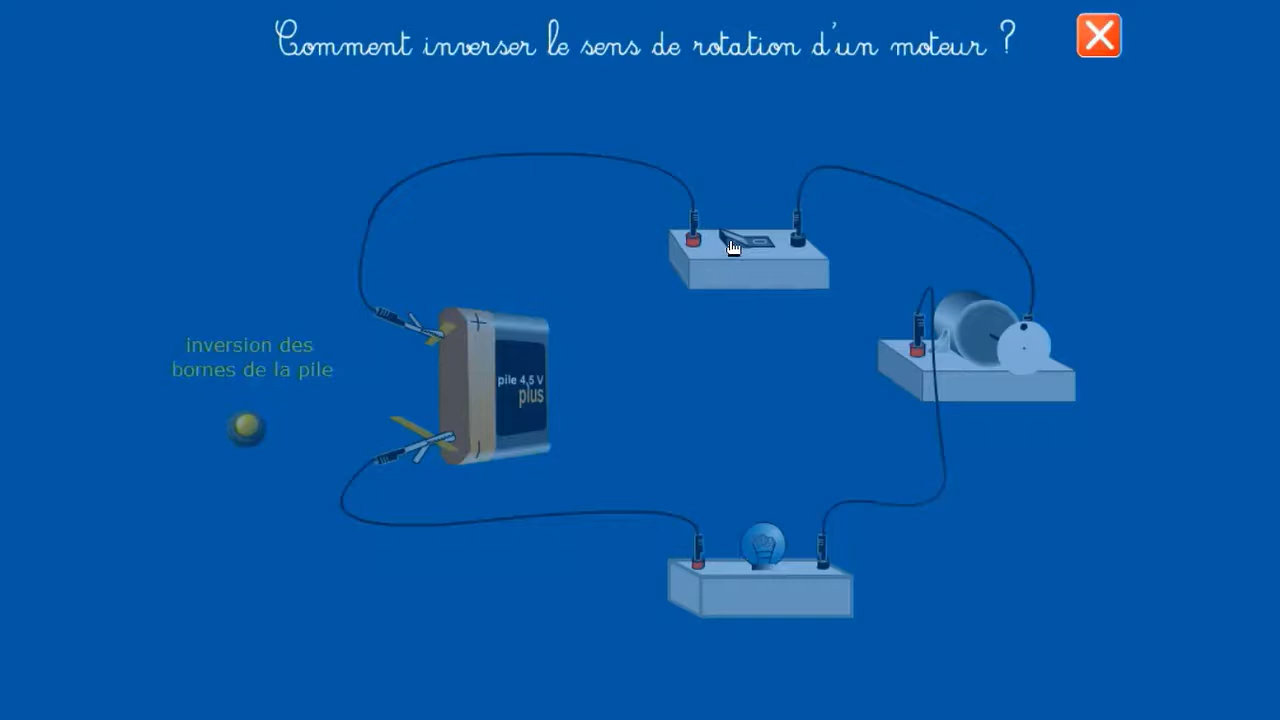 Comment inverser le sens de rotation d'un moteur ?
inversion des
bornes de la pile
+
pile 4,5 V
plus
-